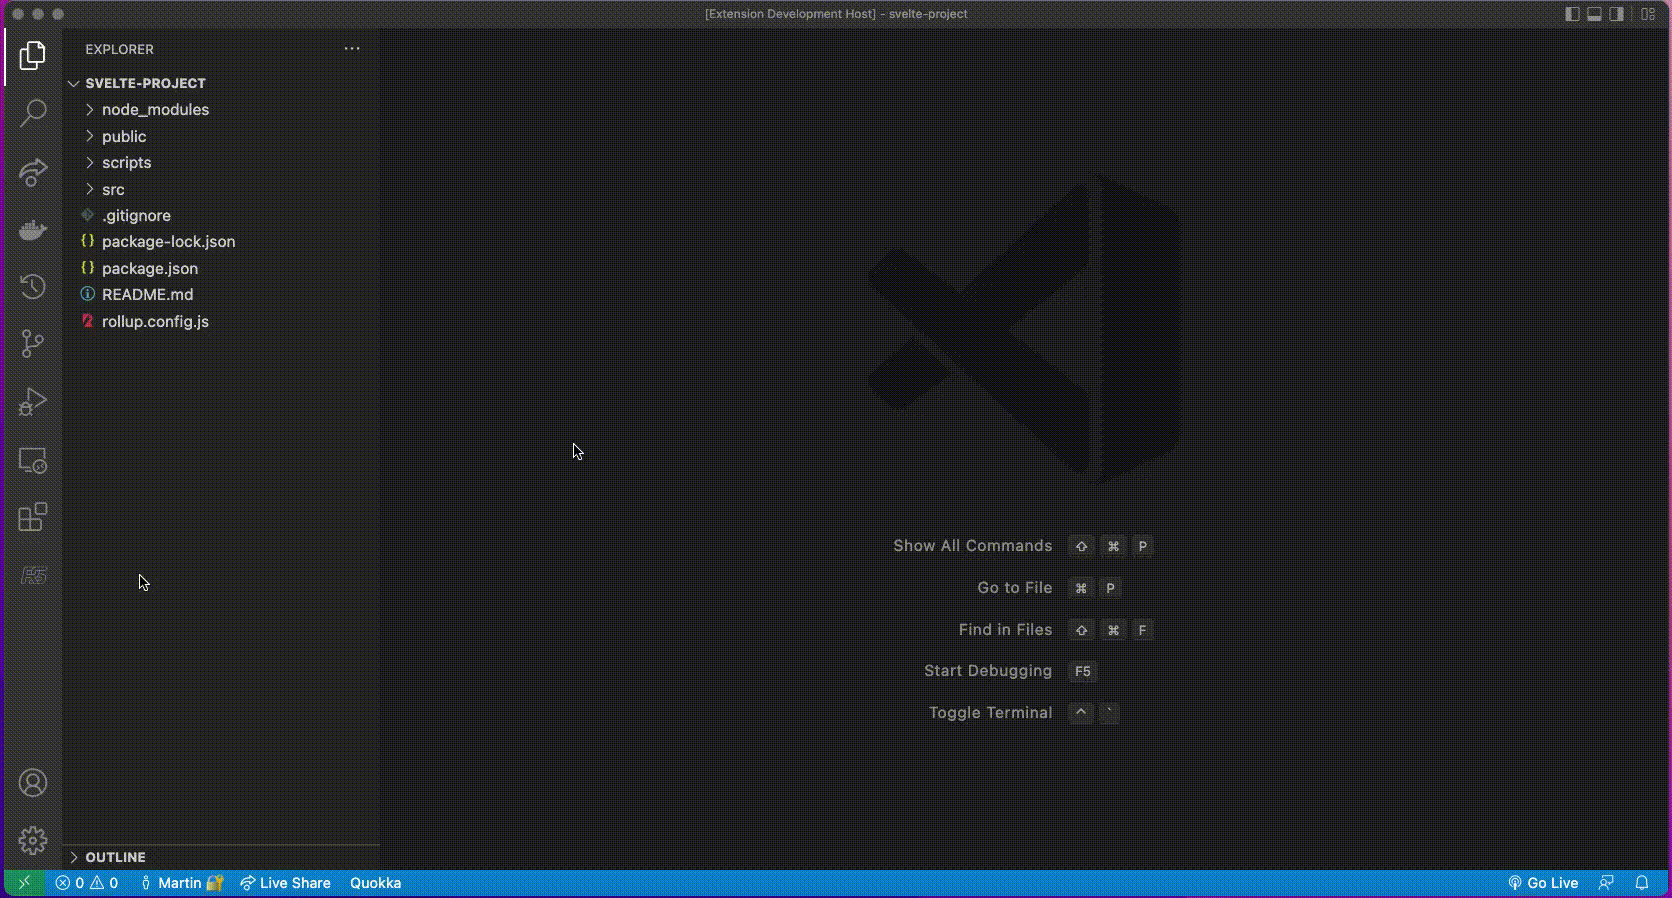 [Extension Development Host] - svelte-project
EXPLORER
SVELTE-PROJECT
node_modules
public
scripts
src
.gitignore
{} package-lock.json
{} package.json
README.md
rollup.config.js
F5
Show All Commands ⇧ ⌘ P
Go to File ⌘ P
Find in Files ⇧ ⌘ F
Start Debugging F5
Toggle Terminal ^ `
OUTLINE
0 0 Martin 🔐 Live Share Quokka Go Live